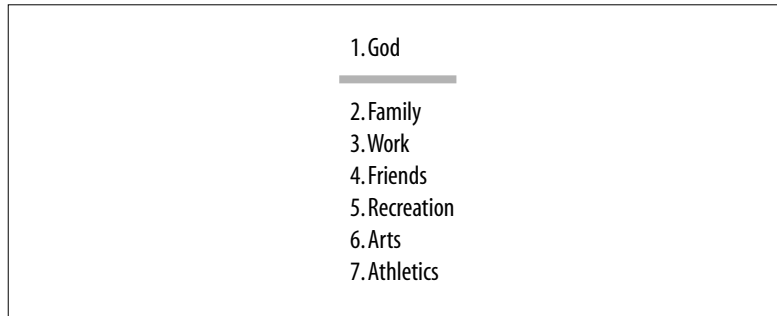 1. God
2. Family
3. Work
4. Friends
5. Recreation
6. Arts
7. Athletics